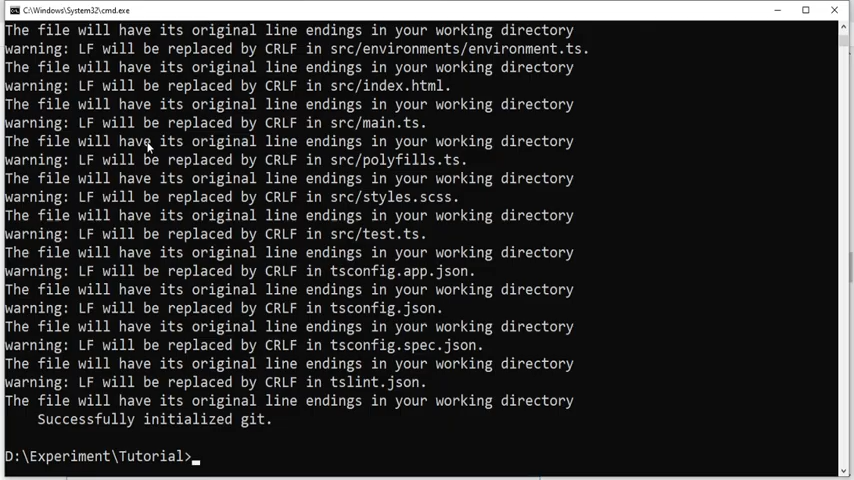 C:\Windows\System32\cmd.exe
The file will have its original line endings in your working directory
warning: LF will be replaced by CRLF in src/environments/environment.ts.
The file will have its original line endings in your working directory
warning: LF will be replaced by CRLF in src/index.html.
The file will have its original line endings in your working directory
warning: LF will be replaced by CRLF in src/main.ts.
The file will have its original line endings in your working directory
warning: LF will be replaced by CRLF in src/polyfills.ts.
The file will have its original line endings in your working directory
warning: LF will be replaced by CRLF in src/styles.scss.
The file will have its original line endings in your working directory
warning: LF will be replaced by CRLF in src/test.ts.
The file will have its original line endings in your working directory
warning: LF will be replaced by CRLF in tsconfig.app.json.
The file will have its original line endings in your working directory
warning: LF will be replaced by CRLF in tsconfig.json.
The file will have its original line endings in your working directory
warning: LF will be replaced by CRLF in tsconfig.spec.json.
The file will have its original line endings in your working directory
warning: LF will be replaced by CRLF in tslint.json.
The file will have its original line endings in your working directory
Successfully initialized git.
D:\Experiment\Tutorial>